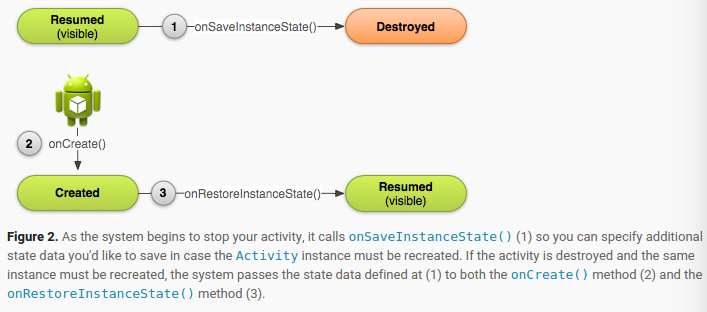 Resumed
(visible)
1
onSaveInstanceState()
Destroyed
2
onCreate()
Created
3
onRestoreInstanceState()
Resumed
(visible)
Figure 2. As the system begins to stop your activity, it calls onSaveInstanceState() (1) so you can specify additional
state data you'd like to save in case the Activity instance must be recreated. If the activity is destroyed and the same
instance must be recreated, the system passes the state data defined at (1) to both the onCreate() method (2) and the
onRestoreInstanceState() method (3).